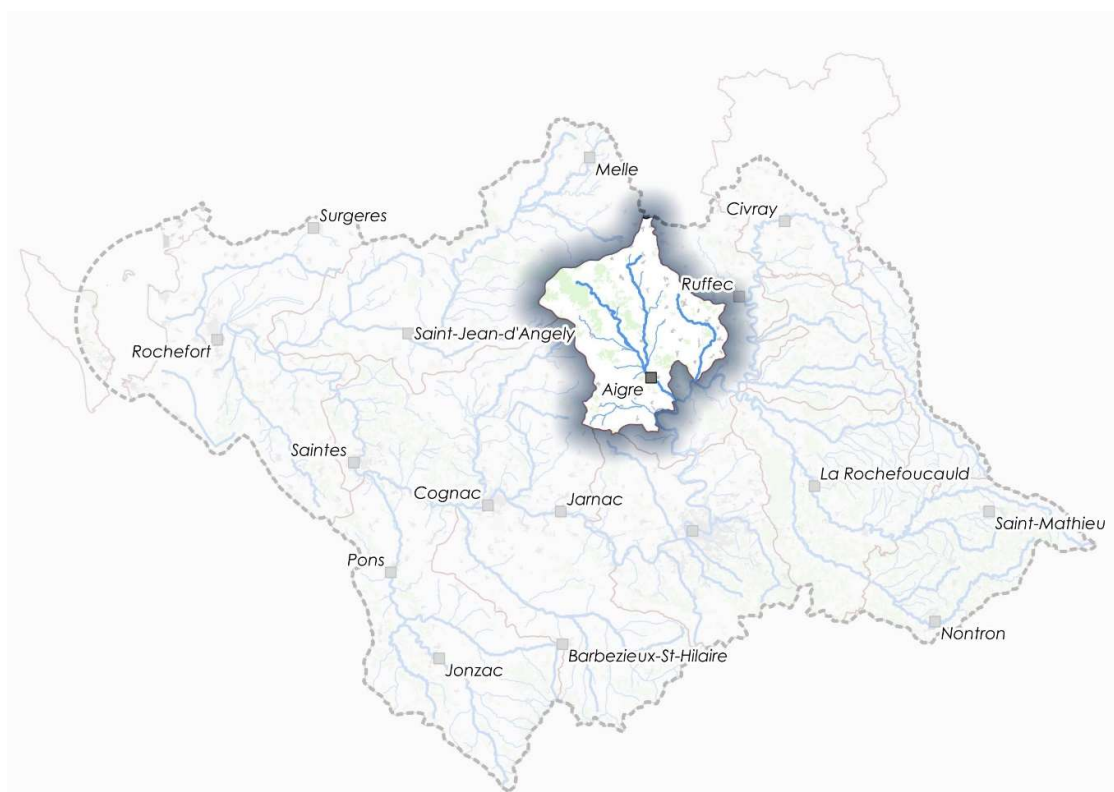 Melle
Surgeres
Civray
Ruffec
Saint-Jean-d'Angely
Rochefort
Aigre
Saintes
Cognac
Jarnac
La Rochefoucauld
Saint-Mathieu
Pons
Nontron
Barbezieux-St-Hilaire
Jonzac